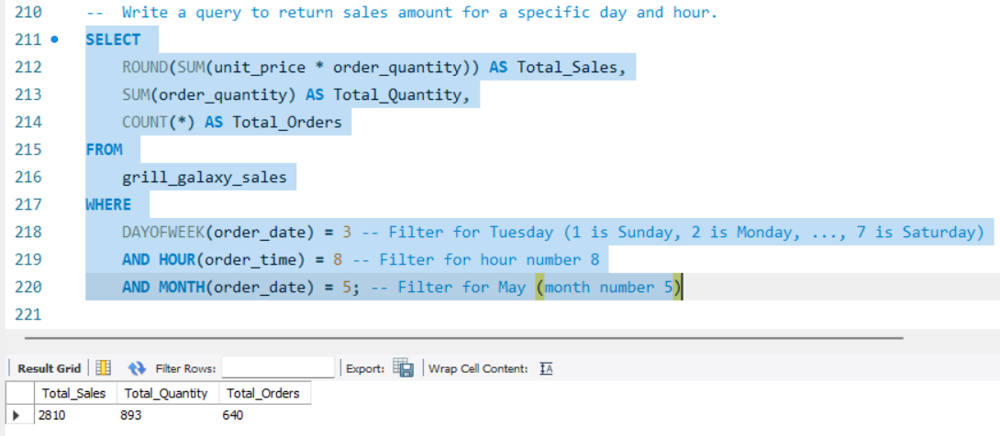 210 -- Write a query to return sales amount for a specific day and hour.
211 SELECT
212 ROUND(SUM(unit_price * order_quantity)) AS Total_Sales,
213 SUM(order_quantity) AS Total_Quantity,
214 COUNT(*) AS Total_Orders
215 FROM
216 grill_galaxy_sales
217 WHERE
218 DAYOFWEEK(order_date) = 3 -- Filter for Tuesday (1 is Sunday, 2 is Monday, ..., 7 is Saturday)
219 AND HOUR(order_time) = 8 -- Filter for hour number 8
220 AND MONTH(order_date) = 5; -- Filter for May (month number 5)
221
Result Grid Filter Rows: Export: Wrap Cell Content: IA
Total_Sales Total_Quantity Total_Orders
2810 893 640